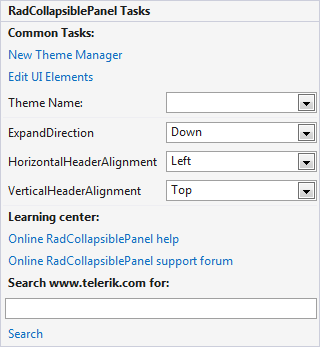 RadCollapsiblePanel Tasks
Common Tasks:
New Theme Manager
Edit UI Elements
Theme Name:
ExpandDirection Down
HorizontalHeaderAlignment Left
VerticalHeaderAlignment Top
Learning center:
Online RadCollapsiblePanel help
Online RadCollapsiblePanel support forum
Search www.telerik.com for:
Search